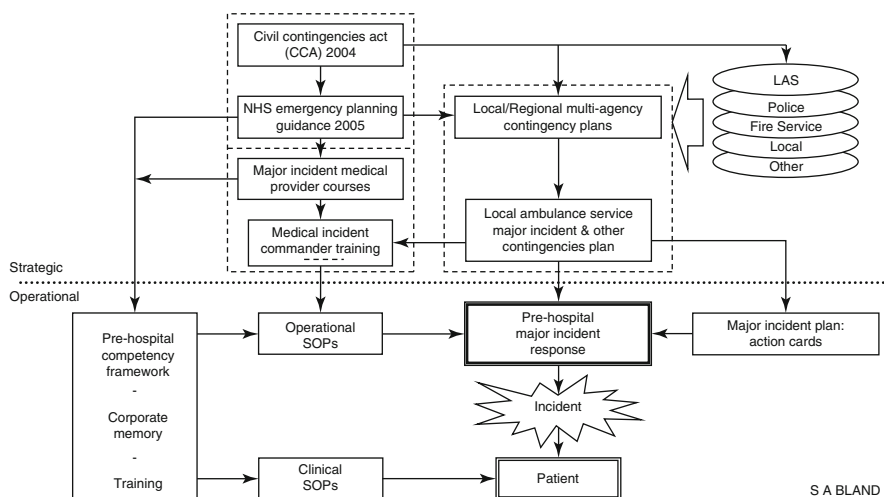 Civil contingencies act
(CCA) 2004
NHS emergency planning
guidance 2005
Local/Regional multi-agency
contingency plans
LAS
Police
Fire Service
Local
Other
Major incident medical
provider courses
Medical incident
commander training
Local ambulance service
major incident & other
contingencies plan
Strategic
Operational
Pre-hospital
competency
framework
-
Corporate
memory
-
Training
Operational
SOPs
Pre-hospital
major incident
response
Major incident plan:
action cards
Incident
Clinical
SOPs
Patient
S A BLAND